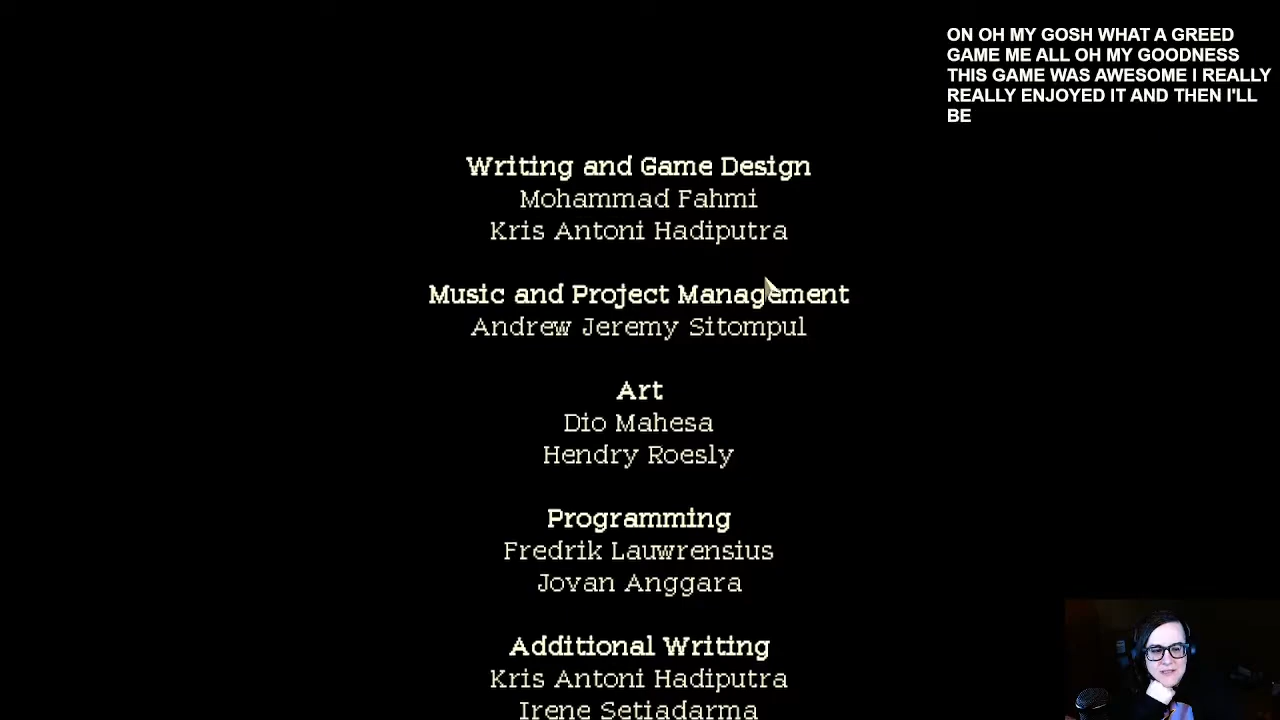 ON OH MY GOSH WHAT A GREED
GAME ME ALL OH MY GOODNESS
THIS GAME WAS AWESOME I REALLY
REALLY ENJOYED IT AND THEN I'LL
BE
Writing and Game Design
Mohammad Fahmi
Kris Antoni Hadiputra
Music and Project Management
Andrew Jeremy Sitompul
Art
Dio Mahesa
Hendry Roesly
Programming
Fredrik Lauwrensius
Jovan Anggara
Additional Writing
Kris Antoni Hadiputra
Irene Setiadarma